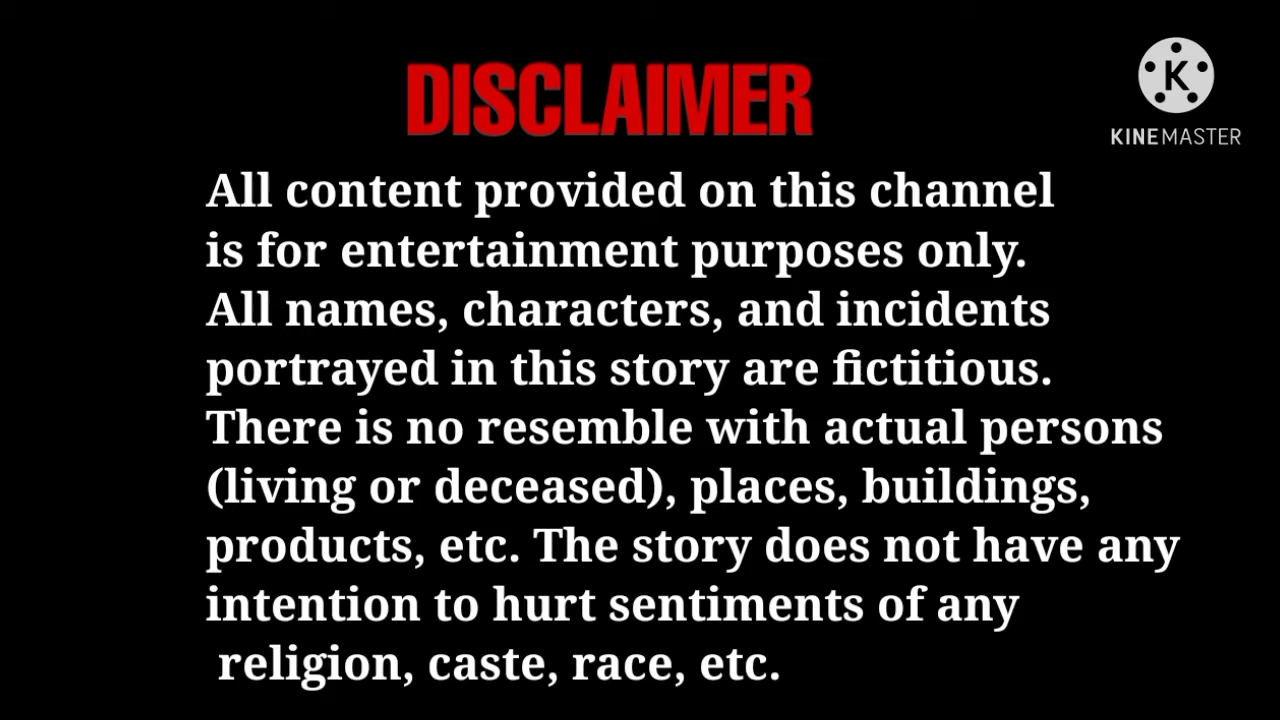 DISCLAIMER
K
KINEMASTER
All content provided on this channel
is for entertainment purposes only.
All names, characters, and incidents
portrayed in this story are fictitious.
There is no resemble with actual persons
(living or deceased), places, buildings,
products, etc. The story does not have any
intention to hurt sentiments of any
religion, caste, race, etc.